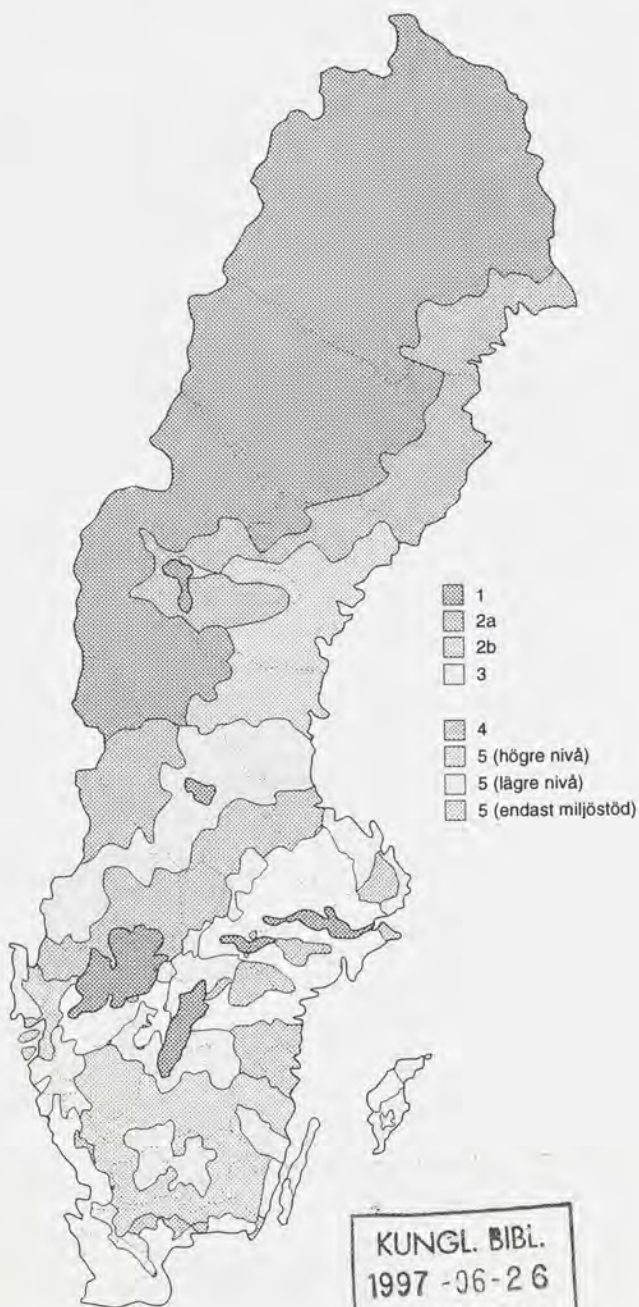 1
2a
2b
3
4
5 (högre nivå)
5 (lägre nivå)
5 (endast miljöstöd)
KUNGL. BIBL.
1997 -06-26